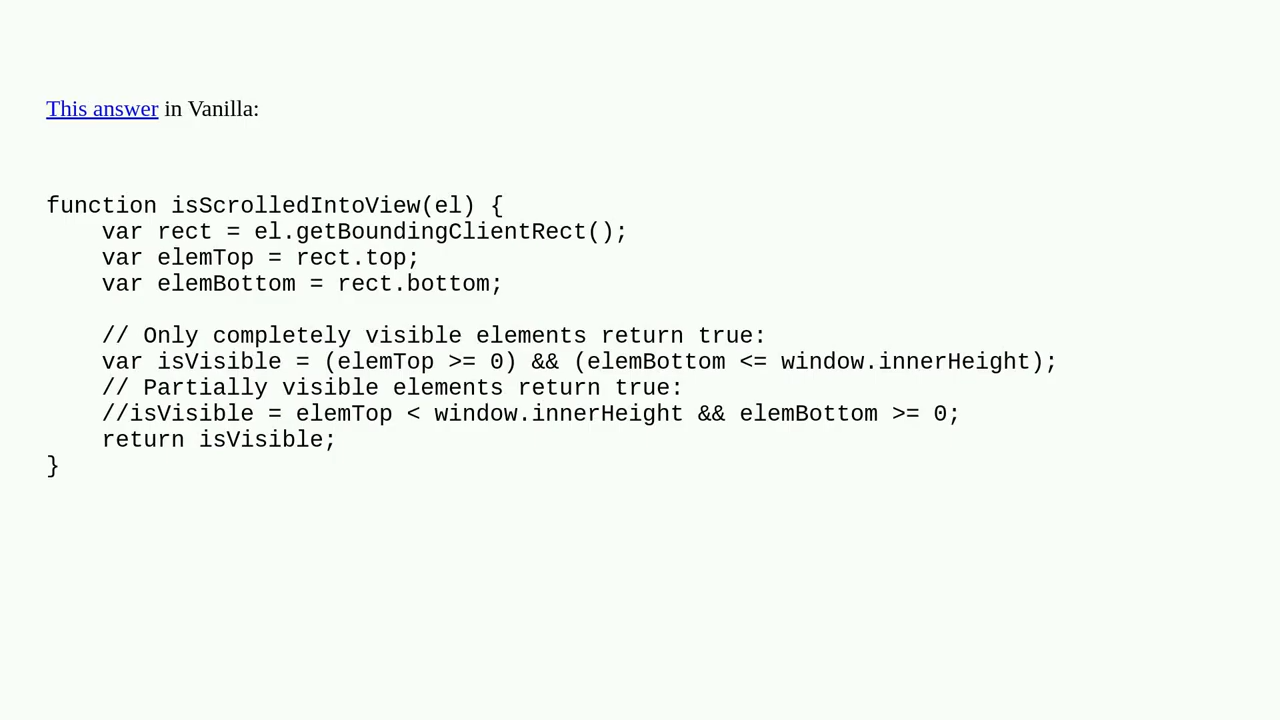 This answer in Vanilla:
function isScrolledIntoView(el) {
    var rect = el.getBoundingClientRect();
    var elemTop = rect.top;
    var elemBottom = rect.bottom;

    // Only completely visible elements return true:
    var isVisible = (elemTop >= 0) && (elemBottom <= window.innerHeight);
    // Partially visible elements return true:
    //isVisible = elemTop < window.innerHeight && elemBottom >= 0;
    return isVisible;
}